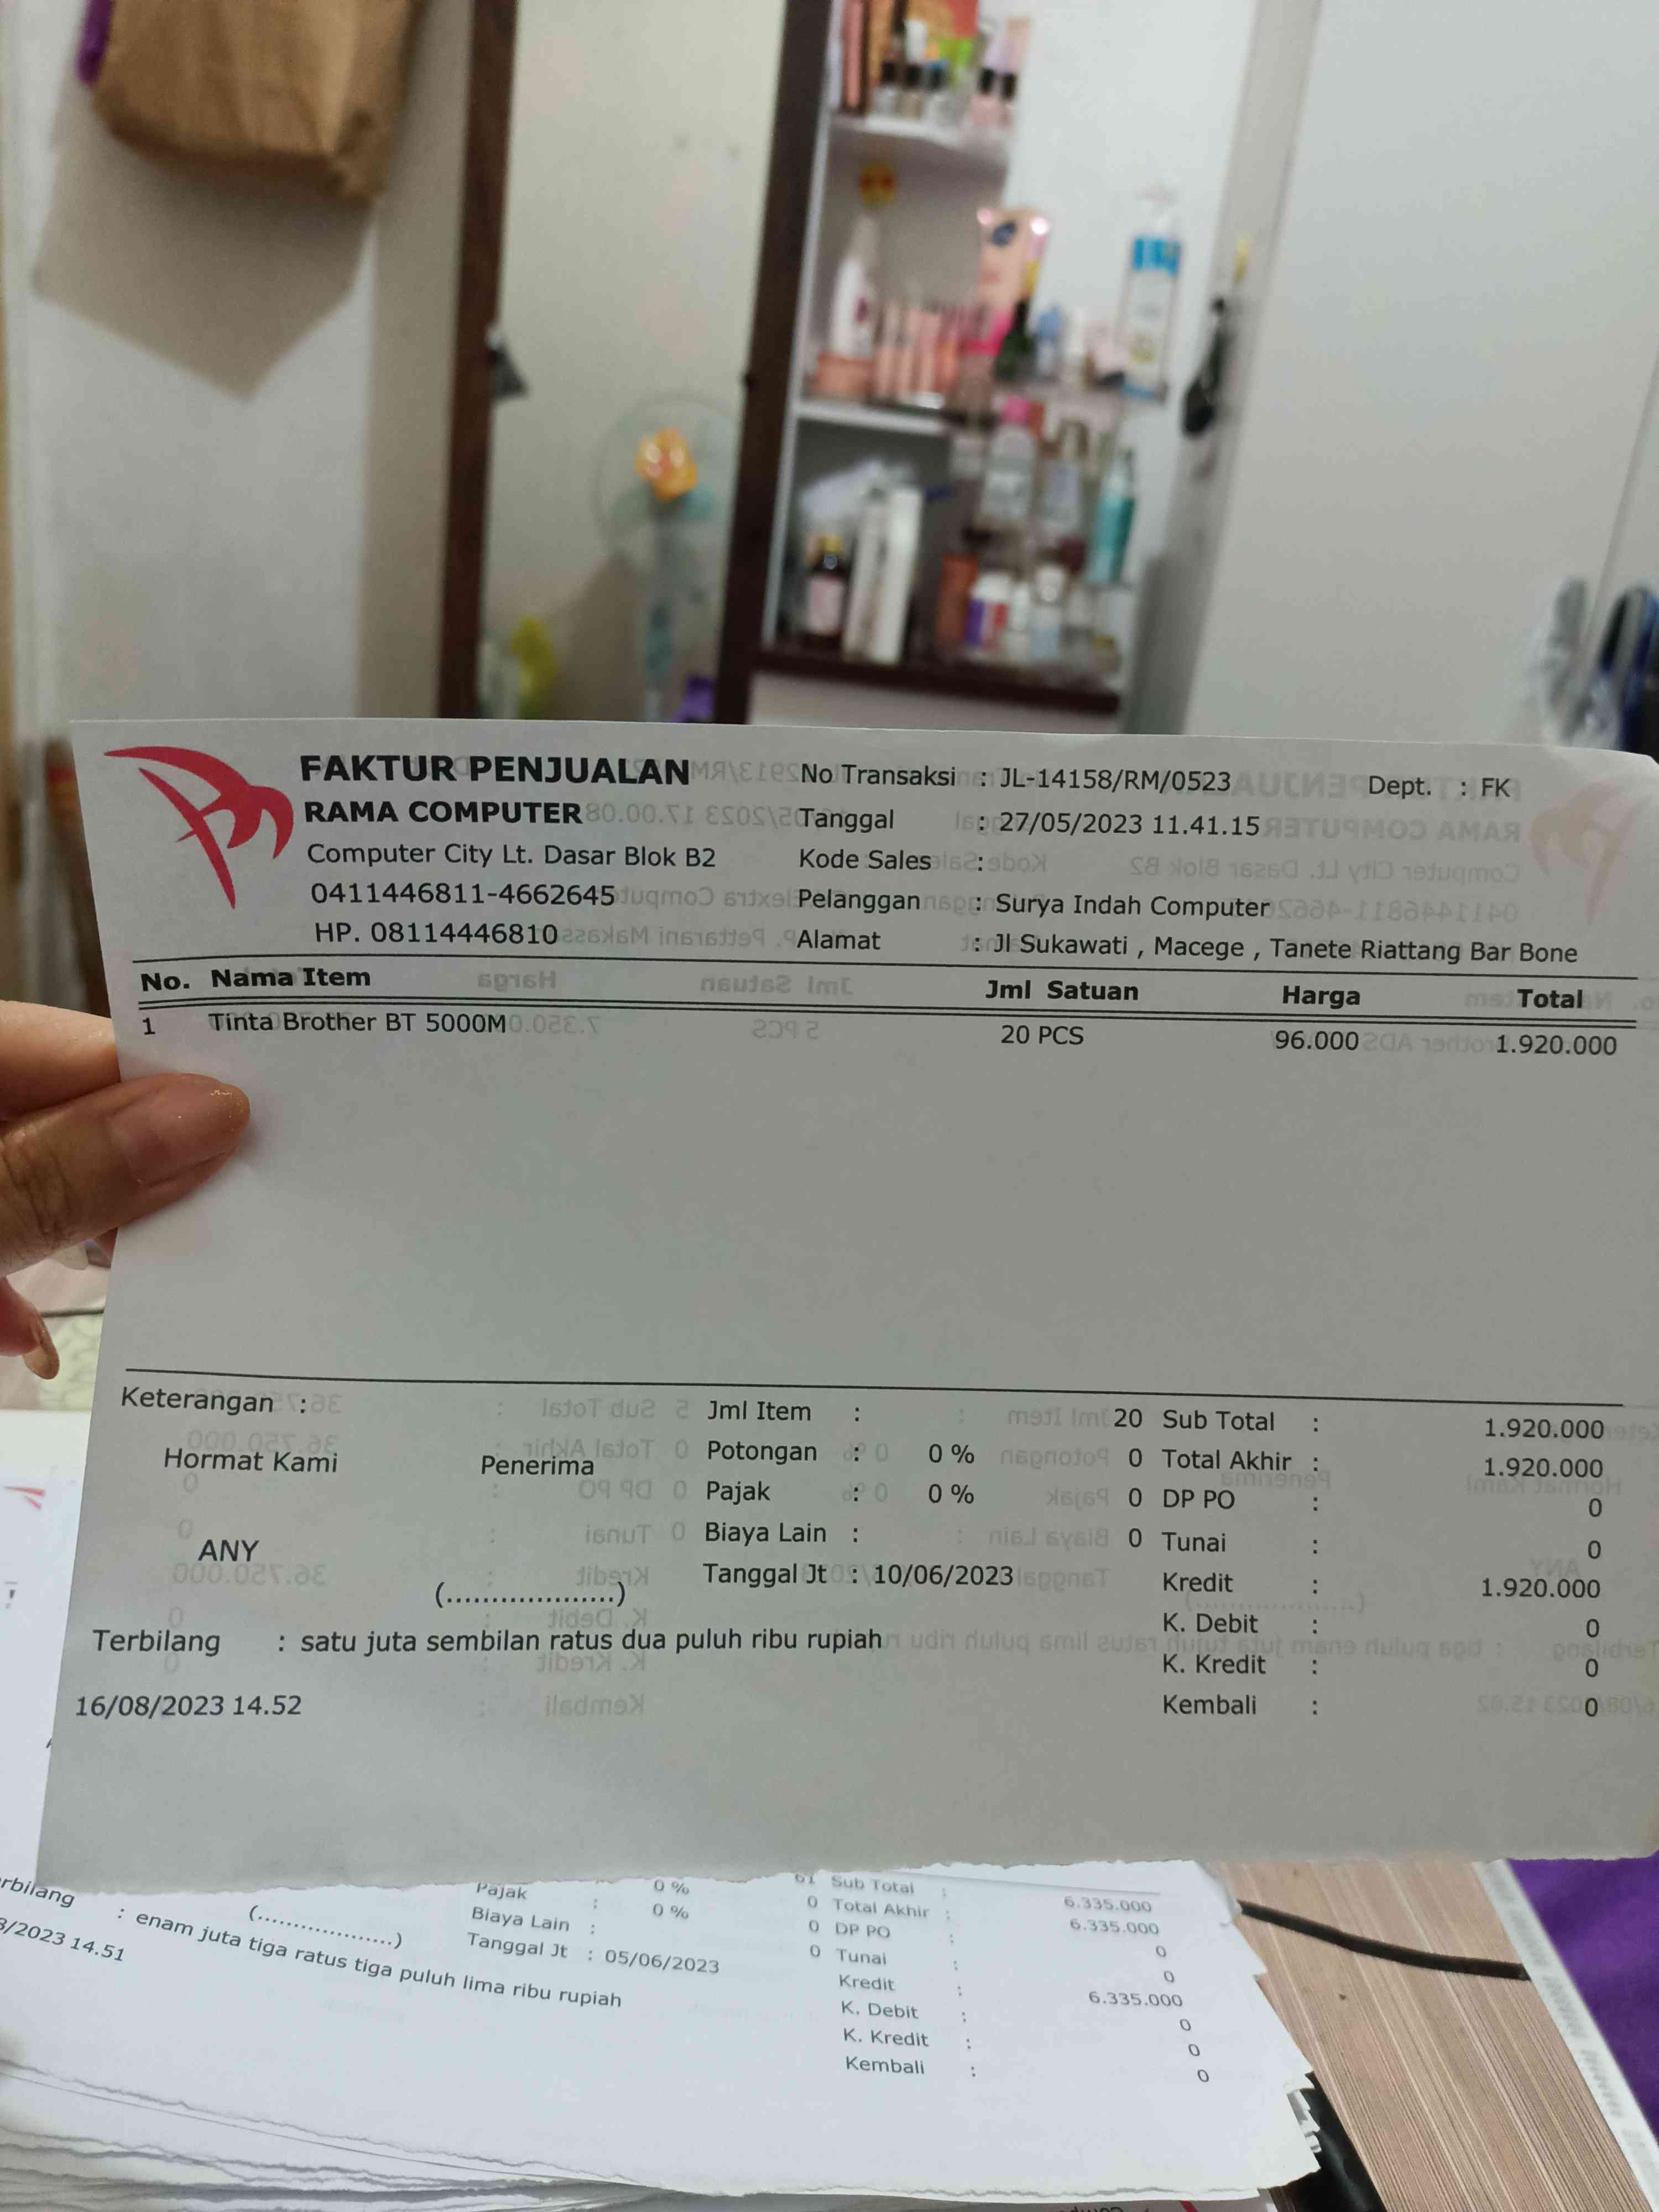 FAKTUR PENJUALAN
RAMA COMPUTER
Computer City Lt. Dasar Blok B2
0411446811-4662645
HP. 08114446810
No Transaksi : JL-14158/RM/0523 Dept. : FK
Tanggal : 27/05/2023 11.41.15
Kode Sales :
Pelanggan : Surya Indah Computer
Alamat : Jl Sukawati , Macege , Tanete Riattang Bar Bone
No. Nama Item Jml Satuan Harga Total
1 Tinta Brother BT 5000M 20 PCS 96.000 1.920.000
Keterangan :
Hormat Kami Penerima
ANY
(....................)
Jml Item : 20
Potongan : 0 % 0
Pajak : 0 % 0
Biaya Lain : 0
Tanggal Jt : 10/06/2023
Sub Total : 1.920.000
Total Akhir : 1.920.000
DP PO : 0
Tunai : 0
Kredit : 1.920.000
K. Debit : 0
K. Kredit : 0
Kembali : 0
Terbilang : satu juta sembilan ratus dua puluh ribu rupiah
16/08/2023 14.52
rbilang : enam juta tiga ratus tiga puluh lima ribu rupiah
8/2023 14.51
(....................)
0 %
Pajak : 0 % 0
Biaya Lain : 0
Tanggal Jt : 05/06/2023
61 Sub Total : 6.335.000
Total Akhir : 6.335.000
DP PO : 0
Tunai : 0
Kredit : 6.335.000
K. Debit : 0
K. Kredit : 0
Kembali : 0